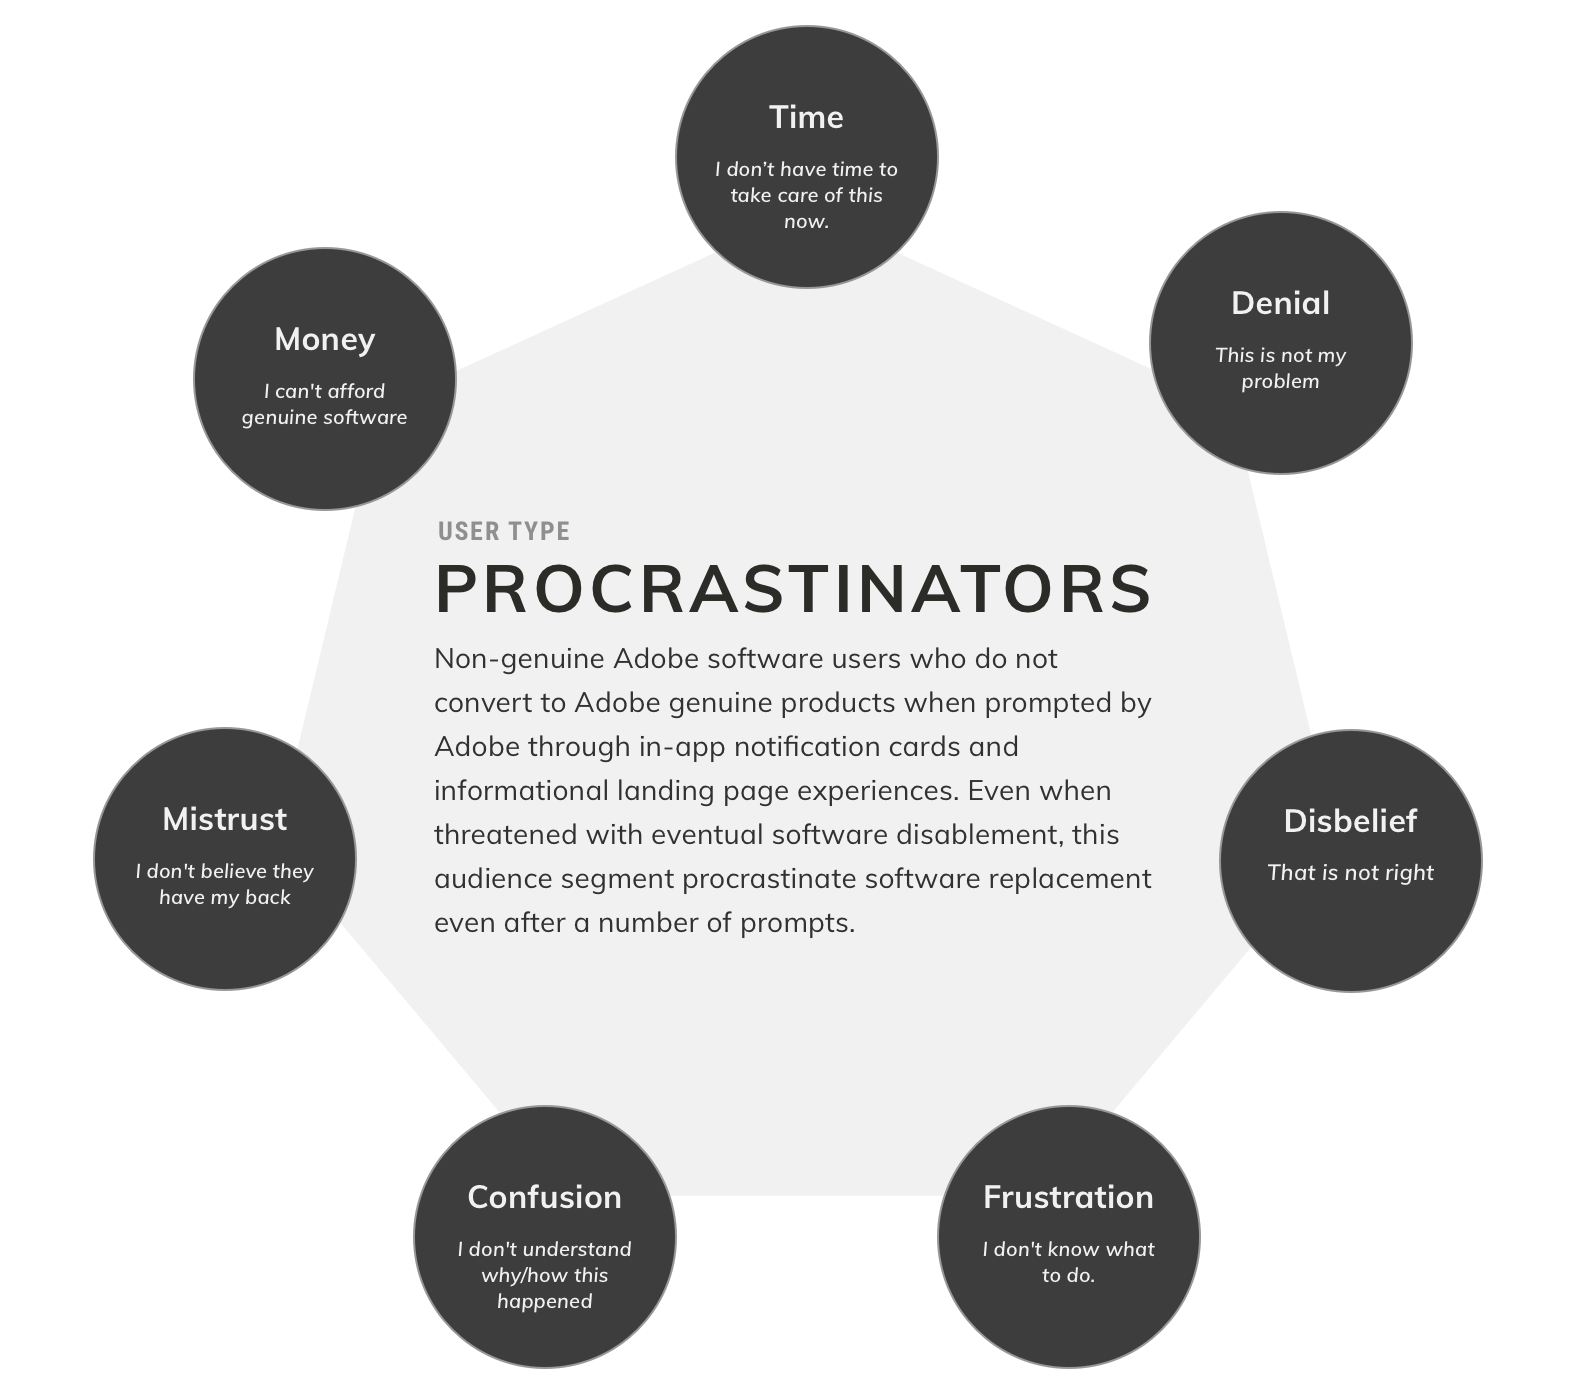 Time
I don’t have time to
take care of this
now.
Denial
This is not my
problem
Money
I can't afford
genuine software
USER TYPE
PROCRASTINATORS
Non-genuine Adobe software users who do not
convert to Adobe genuine products when prompted by
Adobe through in-app notification cards and
informational landing page experiences. Even when
threatened with eventual software disablement, this
audience segment procrastinate software replacement
even after a number of prompts.
Mistrust
I don't believe they
have my back
Disbelief
That is not right
Confusion
I don't understand
why/how this
happened
Frustration
I don't know what
to do.